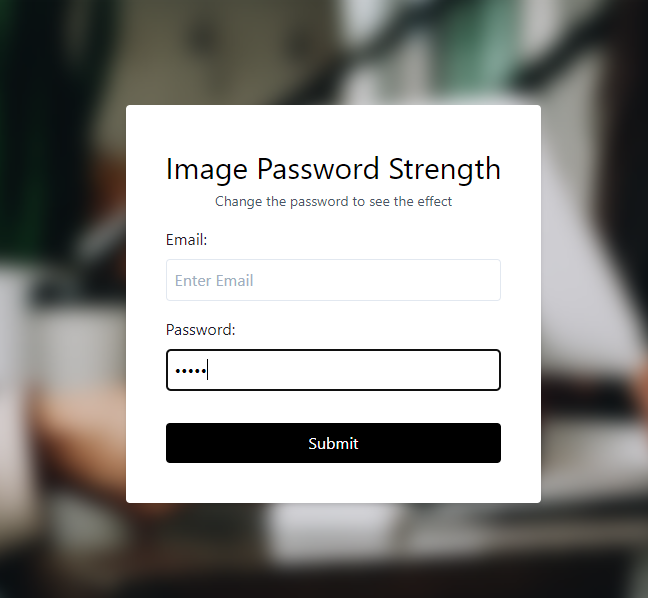 Image Password Strength
Change the password to see the effect
Email:
Enter Email
Password:
•••••
Submit